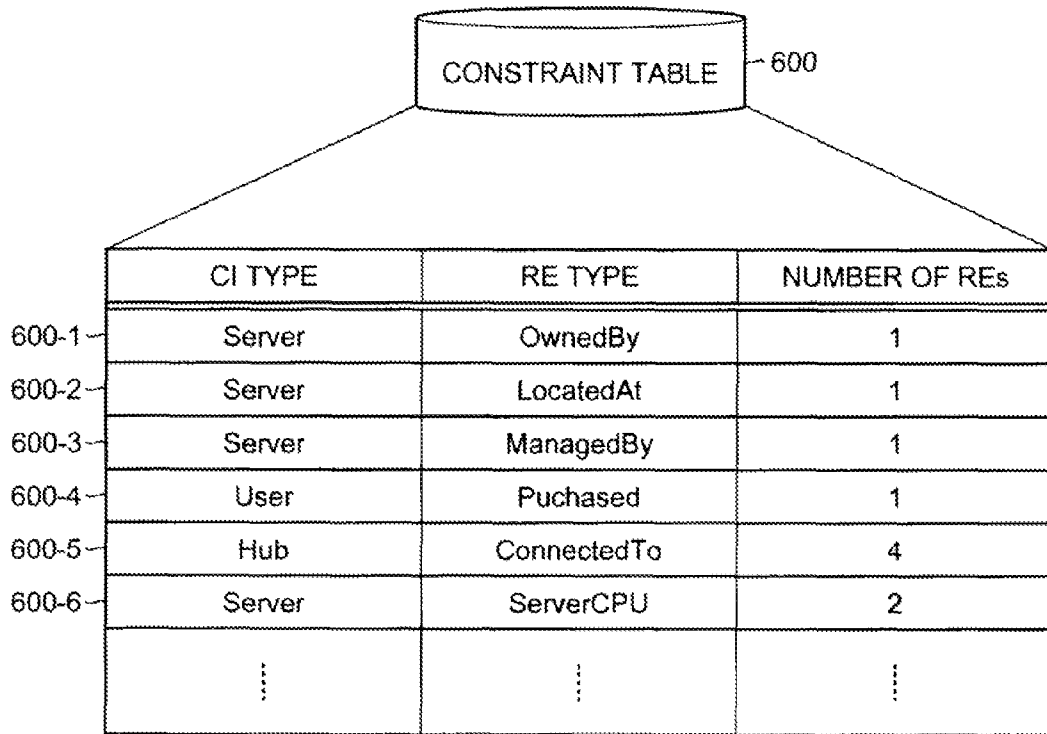 CONSTRAINT TABLE
600
CI TYPE RE TYPE NUMBER OF REs
600-1 Server OwnedBy 1
600-2 Server LocatedAt 1
600-3 Server ManagedBy 1
600-4 User Puchased 1
600-5 Hub ConnectedTo 4
600-6 Server ServerCPU 2